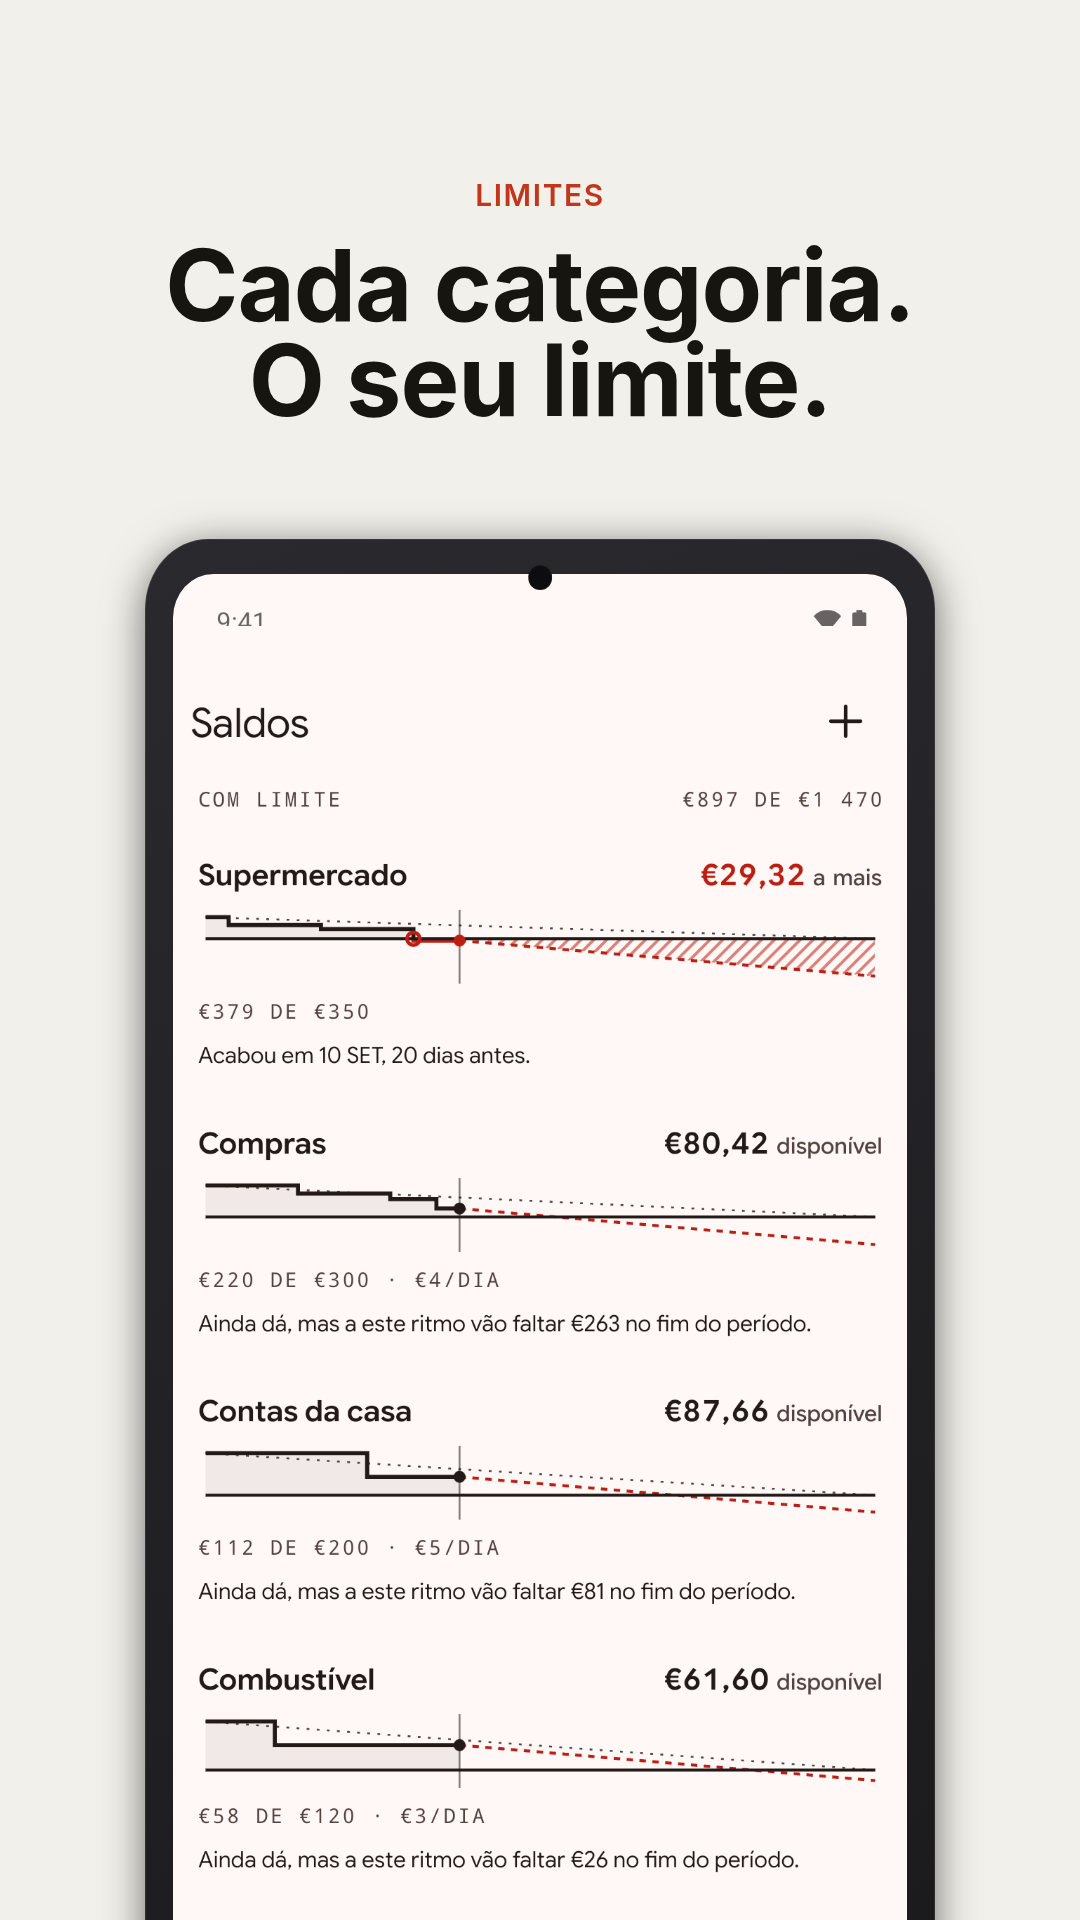 LIMITES
Cada categoria.
O seu limite.
9:41
Saldos
COM LIMITE €897 DE €1 470
Supermercado €29,32 a mais
€379 DE €350
Acabou em 10 SET, 20 dias antes.
Compras €80,42 disponível
€220 DE €300 · €4/DIA
Ainda dá, mas a este ritmo vão faltar €263 no fim do período.
Contas da casa €87,66 disponível
€112 DE €200 · €5/DIA
Ainda dá, mas a este ritmo vão faltar €81 no fim do período.
Combustível €61,60 disponível
€58 DE €120 · €3/DIA
Ainda dá, mas a este ritmo vão faltar €26 no fim do período.